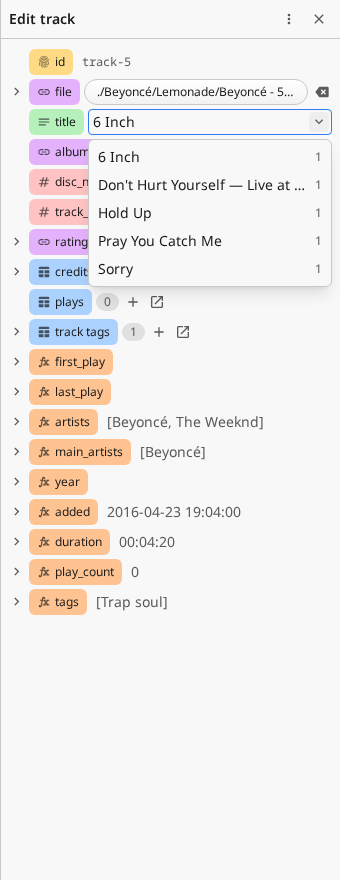 Edit track
id track-5
file ./Beyoncé/Lemonade/Beyoncé - 5...
title 6 Inch
album
6 Inch 1
Don't Hurt Yourself — Live at ... 1
disc_n
Hold Up 1
track_
Pray You Catch Me 1
rating
Sorry 1
credit
plays 0
track tags 1
first_play
last_play
artists [Beyoncé, The Weeknd]
main_artists [Beyoncé]
year
added 2016-04-23 19:04:00
duration 00:04:20
play_count 0
tags [Trap soul]